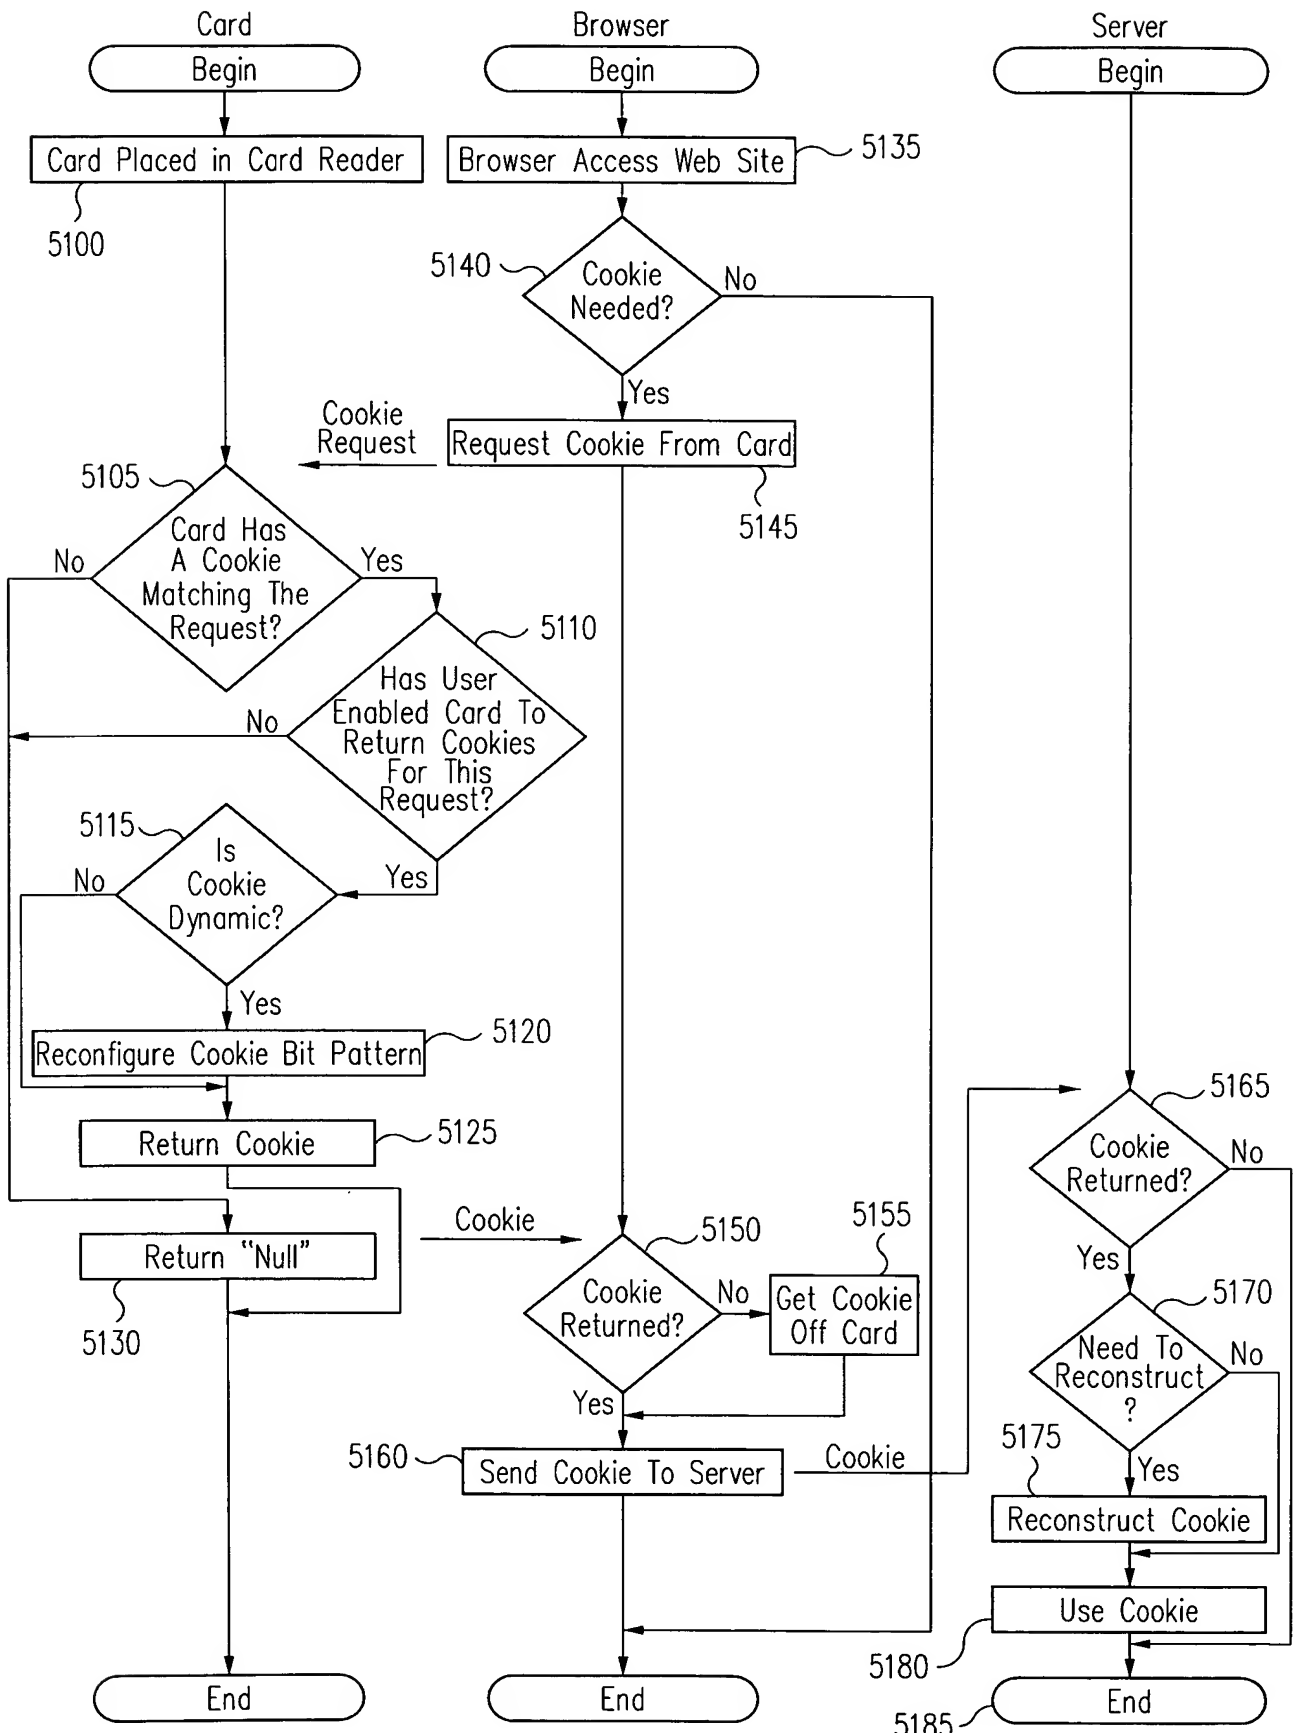 Card
Begin
Card Placed in Card Reader
5100
5105
Card Has
A Cookie
Matching The
Request?
No
Yes
5110
Has User
Enabled Card To
Return Cookies
For This
Request?
No
Yes
5115
Is
Cookie
Dynamic?
No
Yes
Reconfigure Cookie Bit Pattern
5120
Return Cookie
5125
Return "Null"
5130
End
Browser
Begin
Browser Access Web Site
5135
5140
Cookie
Needed?
No
Yes
Cookie
Request
Request Cookie From Card
5145
Cookie
5150
Cookie
Returned?
No
5155
Get Cookie
Off Card
Yes
5160
Send Cookie To Server
Cookie
End
Server
Begin
5165
Cookie
Returned?
No
Yes
5170
Need To
Reconstruct
?
No
Yes
5175
Reconstruct Cookie
Use Cookie
5180
End
5185